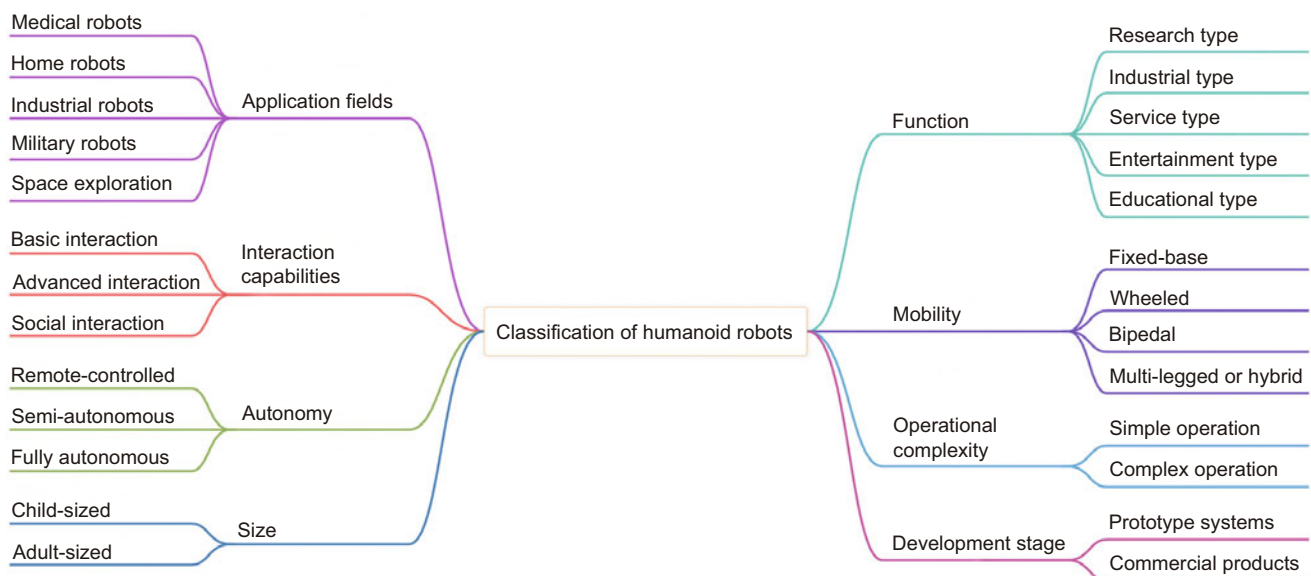 Medical robots
Home robots
Industrial robots
Military robots
Space exploration
Application fields
Basic interaction
Advanced interaction
Social interaction
Interaction
capabilities
Remote-controlled
Semi-autonomous
Fully autonomous
Autonomy
Child-sized
Adult-sized
Size
Classification of humanoid robots
Function
Research type
Industrial type
Service type
Entertainment type
Educational type
Mobility
Fixed-base
Wheeled
Bipedal
Multi-legged or hybrid
Operational
complexity
Simple operation
Complex operation
Development stage
Prototype systems
Commercial products